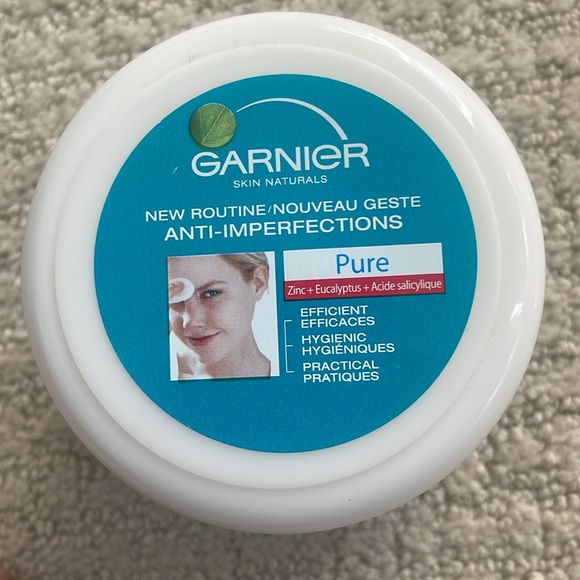 GARNIER
SKIN NATURALS
NEW ROUTINE/NOUVEAU GESTE
ANTI-IMPERFECTIONS
Pure
Zinc + Eucalyptus + Acide salicylique
EFFICIENT
EFFICACES
HYGIENIC
HYGIÉNIQUES
PRACTICAL
PRATIQUES